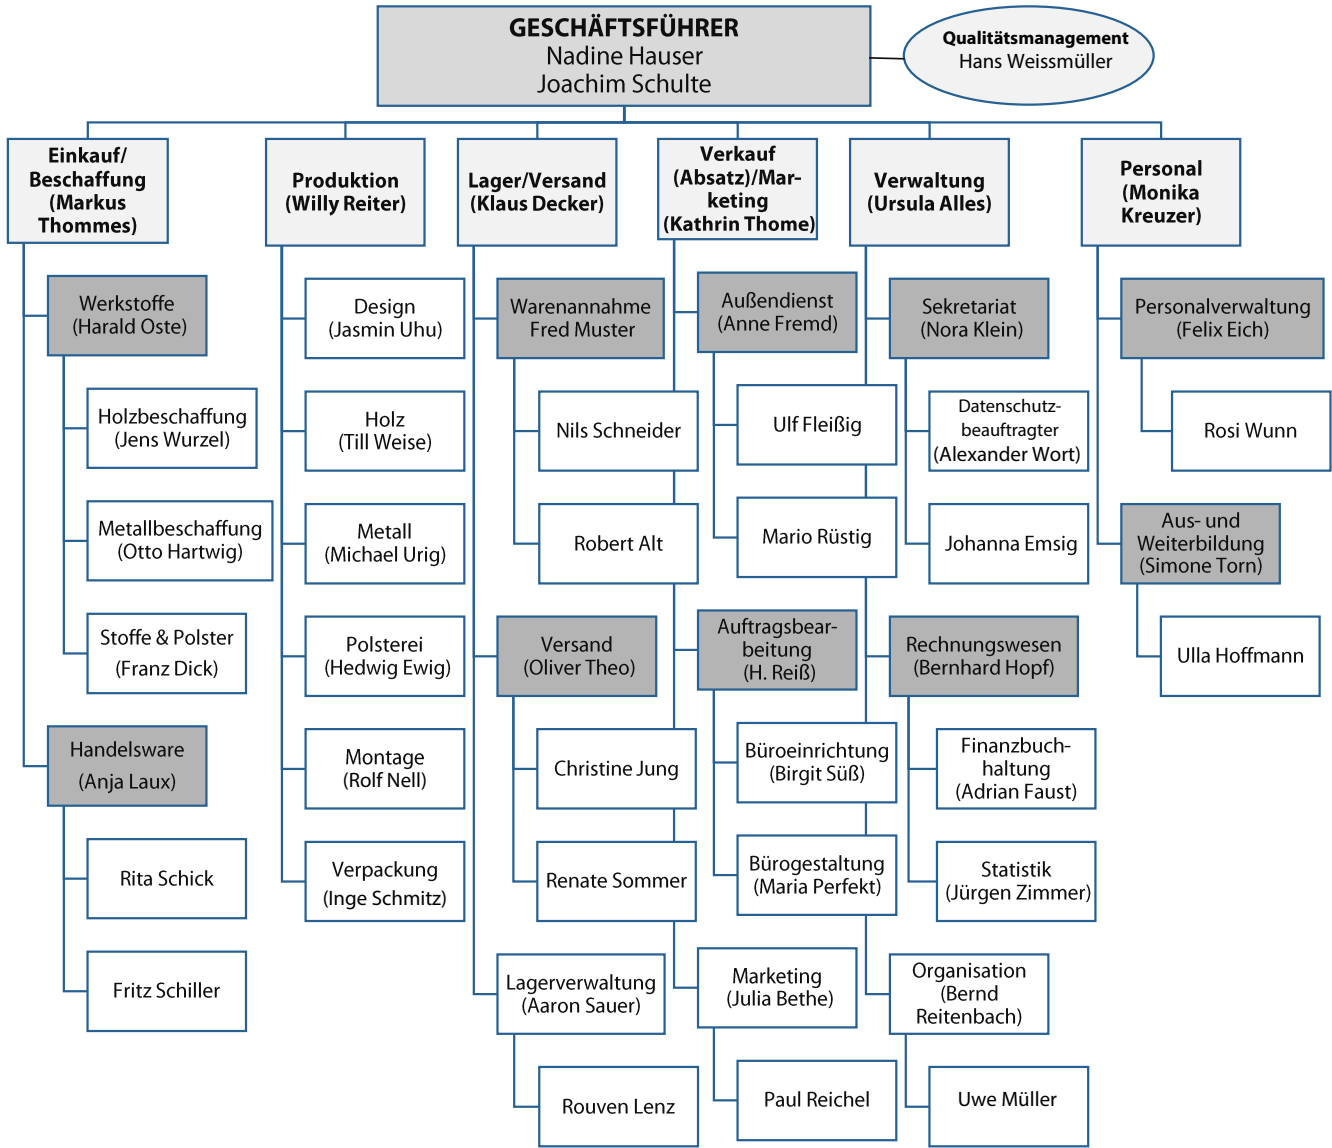 GESCHÄFTSFÜHRER
Nadine Hauser
Joachim Schulte
Qualitätsmanagement
Hans Weissmüller
Einkauf/
Beschaffung
(Markus
Thommes)
Produktion
(Willy Reiter)
Lager/Versand
(Klaus Decker)
Verkauf
(Absatz)/Mar-
keting
(Kathrin Thome)
Verwaltung
(Ursula Alles)
Personal
(Monika
Kreuzer)
Werkstoffe
(Harald Oste)
Holzbeschaffung
(Jens Wurzel)
Metallbeschaffung
(Otto Hartwig)
Stoffe & Polster
(Franz Dick)
Handelsware
(Anja Laux)
Rita Schick
Fritz Schiller
Design
(Jasmin Uhu)
Holz
(Till Weise)
Metall
(Michael Urig)
Polsterei
(Hedwig Ewig)
Montage
(Rolf Nell)
Verpackung
(Inge Schmitz)
Warenannahme
Fred Muster
Nils Schneider
Robert Alt
Versand
(Oliver Theo)
Christine Jung
Renate Sommer
Lagerverwaltung
(Aaron Sauer)
Rouven Lenz
Außendienst
(Anne Fremd)
Ulf Fleißig
Mario Rüstig
Auftragsbear-
beitung
(H. Reiß)
Büroeinrichtung
(Birgit Süß)
Bürogestaltung
(Maria Perfekt)
Marketing
(Julia Bethe)
Paul Reichel
Sekretariat
(Nora Klein)
Datenschutz-
beauftragter
(Alexander Wort)
Johanna Emsig
Rechnungswesen
(Bernhard Hopf)
Finanzbuch-
haltung
(Adrian Faust)
Statistik
(Jürgen Zimmer)
Organisation
(Bernd
Reitenbach)
Uwe Müller
Personalverwaltung
(Felix Eich)
Rosi Wunn
Aus- und
Weiterbildung
(Simone Torn)
Ulla Hoffmann